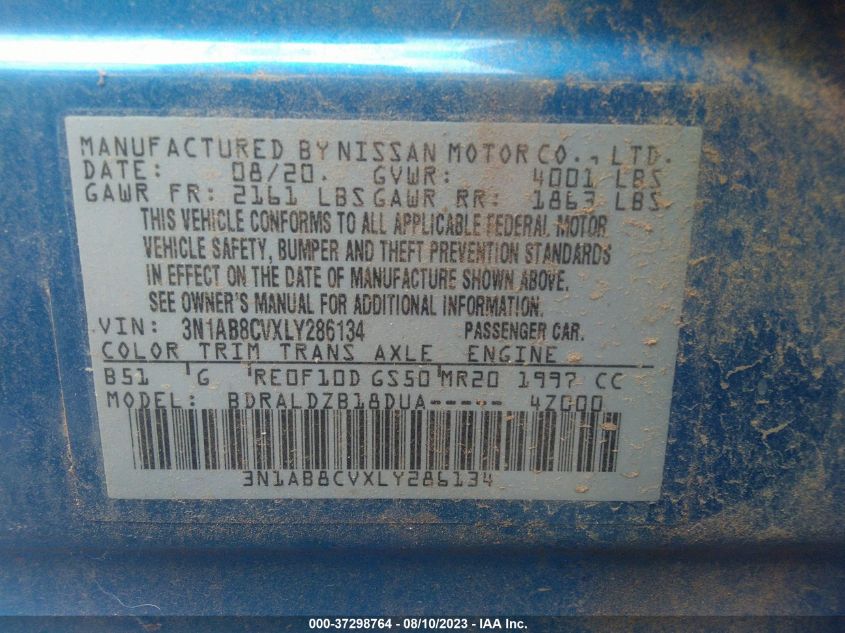 MANUFACTURED BY NISSAN MOTOR CO., LTD.
DATE: 08/20. GVWR: 4001 LBS
GAWR FR: 2161 LBS GAWR RR: 1863 LBS
THIS VEHICLE CONFORMS TO ALL APPLICABLE FEDERAL MOTOR
VEHICLE SAFETY, BUMPER AND THEFT PREVENTION STANDARDS
IN EFFECT ON THE DATE OF MANUFACTURE SHOWN ABOVE.
SEE OWNER'S MANUAL FOR ADDITIONAL INFORMATION.
VIN: 3N1AB8CVXLY286134 PASSENGER CAR.
COLOR TRIM TRANS AXLE ENGINE
B51 G RE0F10D GS50 MR20 1997 CC
MODEL: BDRALDZB18DUA----- 4Z000
3N1AB8CVXLY286134
000-37298764 - 08/10/2023 - IAA Inc.